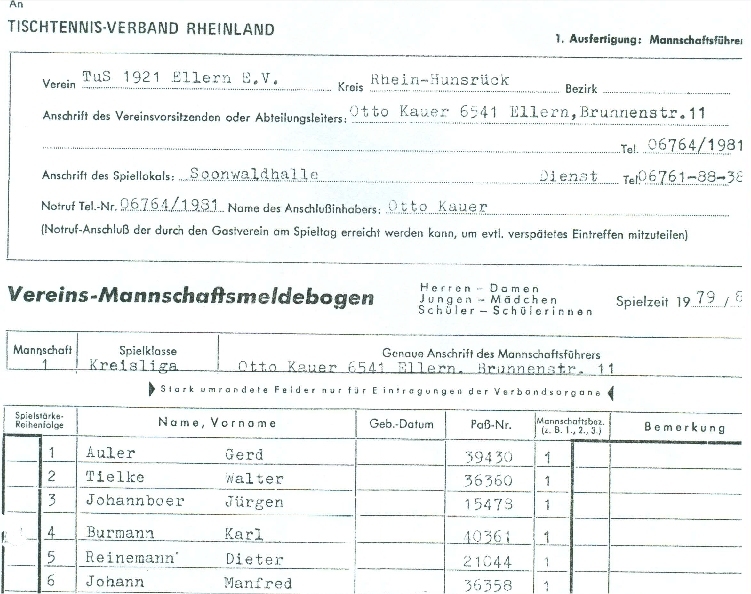 An
TISCHTENNIS-VERBAND RHEINLAND
1. Ausfertigung: Mannschaftsführer
Verein TuS 1921 Ellern E.V. Kreis Rhein-Hunsrück Bezirk
Anschrift des Vereinsvorsitzenden oder Abteilungsleiters: Otto Kauer 6541 Ellern, Brunnenstr. 11
Tel. 06764/1981
Anschrift des Spiellokals: Soonwaldhalle Dienst Tel. 06761-88-38
Notruf Tel.-Nr. 06764/1981 Name des Anschlußinhabers: Otto Kauer
(Notruf-Anschluß der durch den Gastverein am Spieltag erreicht werden kann, um evtl. verspätetes Eintreffen mitzuteilen)
Vereins-Mannschaftsmeldebogen
Herren – Damen
Jungen – Mädchen
Schüler – Schülerinnen
Spielzeit 19 79 / 8
Mannschaft Spielklasse Genaue Anschrift des Mannschaftsführers
1 Kreisliga Otto Kauer 6541 Ellern. Brunnenstr. 11
Stark umrandete Felder nur für Eintragungen der Verbandsorgane
Spielstärke-Reihenfolge Name, Vorname Geb.-Datum Paß-Nr. Mannschaftsbez. (z. B. 1., 2., 3.) Bemerkung
1 Auler Gerd 39430 1
2 Tielke Walter 36360 1
3 Johannboer Jürgen 15478 1
4 Burmann Karl 40361 1
5 Reinemann Dieter 21044 1
6 Johann Manfred 36358 1